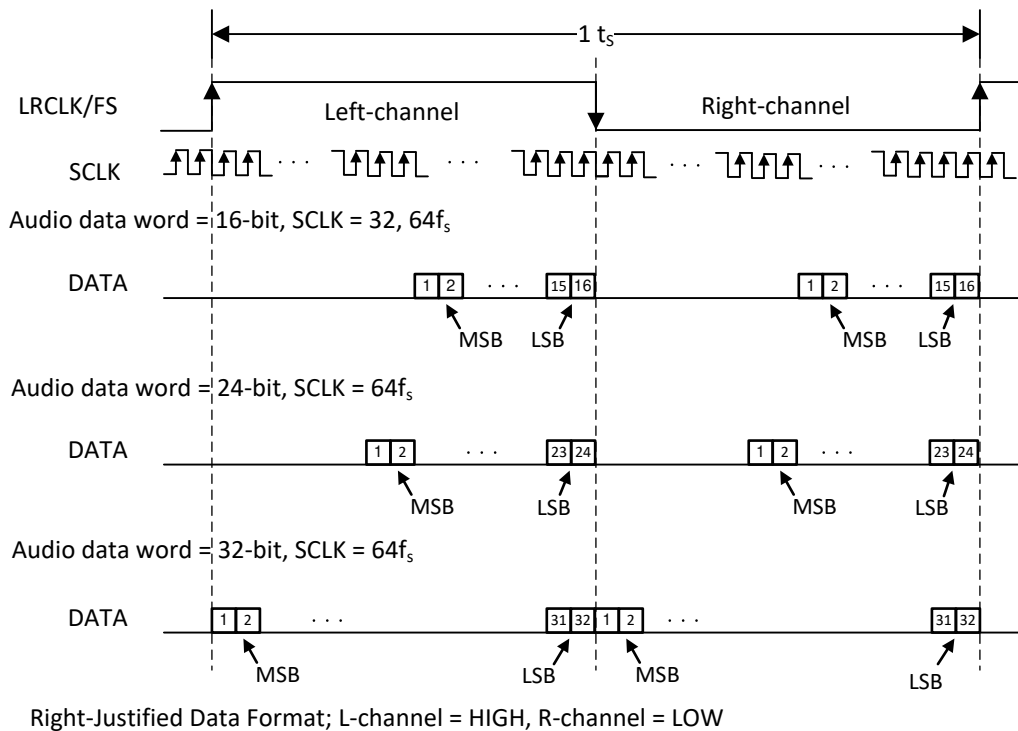 1 tS
LRCLK/FS
Left-channel
Right-channel
SCLK
. . .
. . .
. . .
. . .
Audio data word = 16-bit, SCLK = 32, 64fs
DATA
1 2 . . . 15 16 1 2 . . . 15 16
MSB LSB MSB LSB
Audio data word = 24-bit, SCLK = 64fs
DATA
1 2 . . . 23 24 1 2 . . . 23 24
MSB LSB MSB LSB
Audio data word = 32-bit, SCLK = 64fs
DATA
1 2 . . . 31 32 1 2 . . . 31 32
MSB LSB MSB LSB
Right-Justified Data Format; L-channel = HIGH, R-channel = LOW